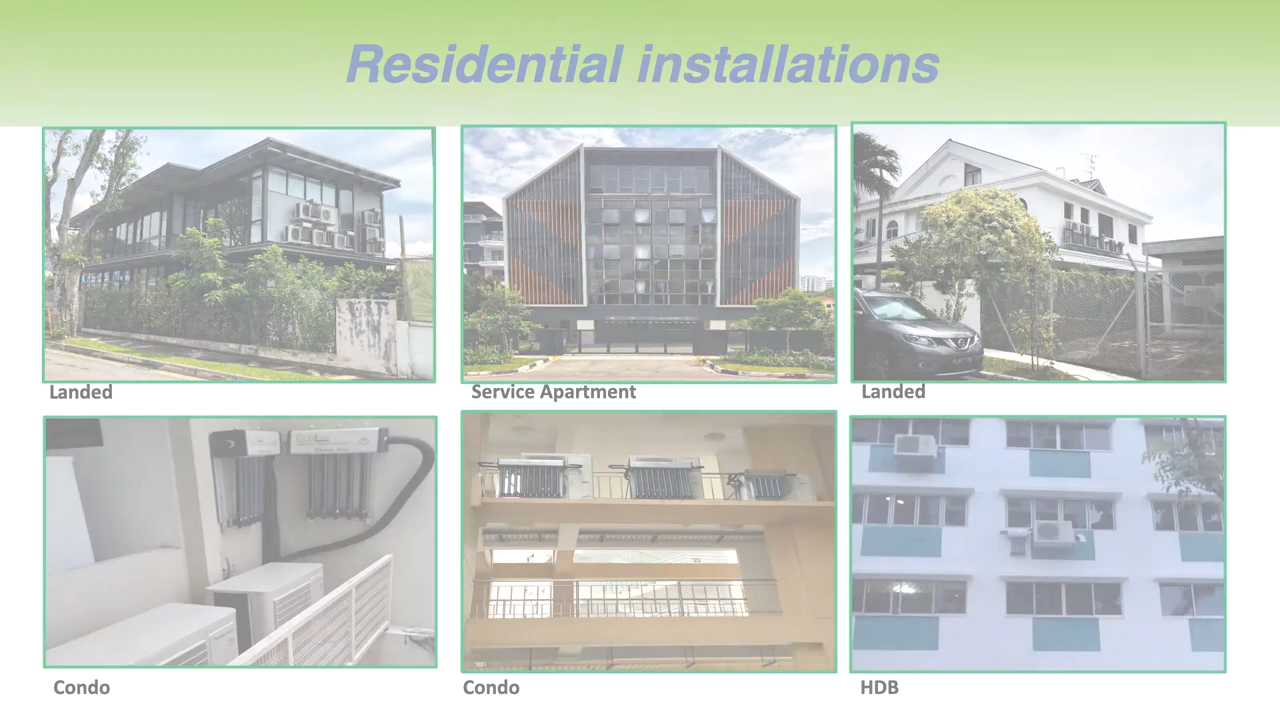 Residential installations
Landed
Service Apartment
Landed
Condo
Condo
HDB